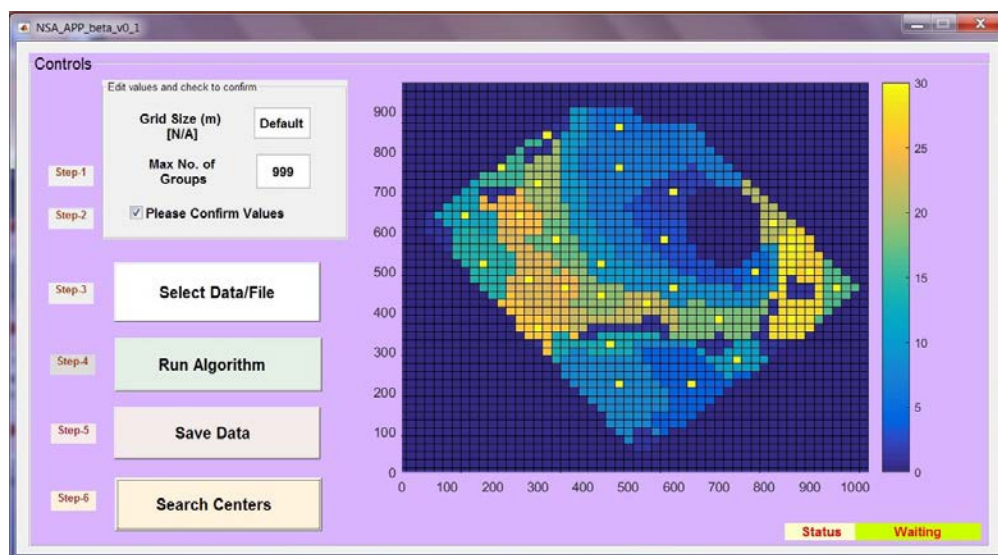 NSA_APP_beta_v0_1
Controls
Edit values and check to confirm
Grid Size (m)
[N/A]
Default
Step-1
Max No. of
Groups
999
Step-2
Please Confirm Values
Step-3
Select Data/File
Step-4
Run Algorithm
Step-5
Save Data
Step-6
Search Centers
900
800
700
600
500
400
300
200
100
0
0 100 200 300 400 500 600 700 800 900 1000
30
25
20
15
10
5
0
Status Waiting